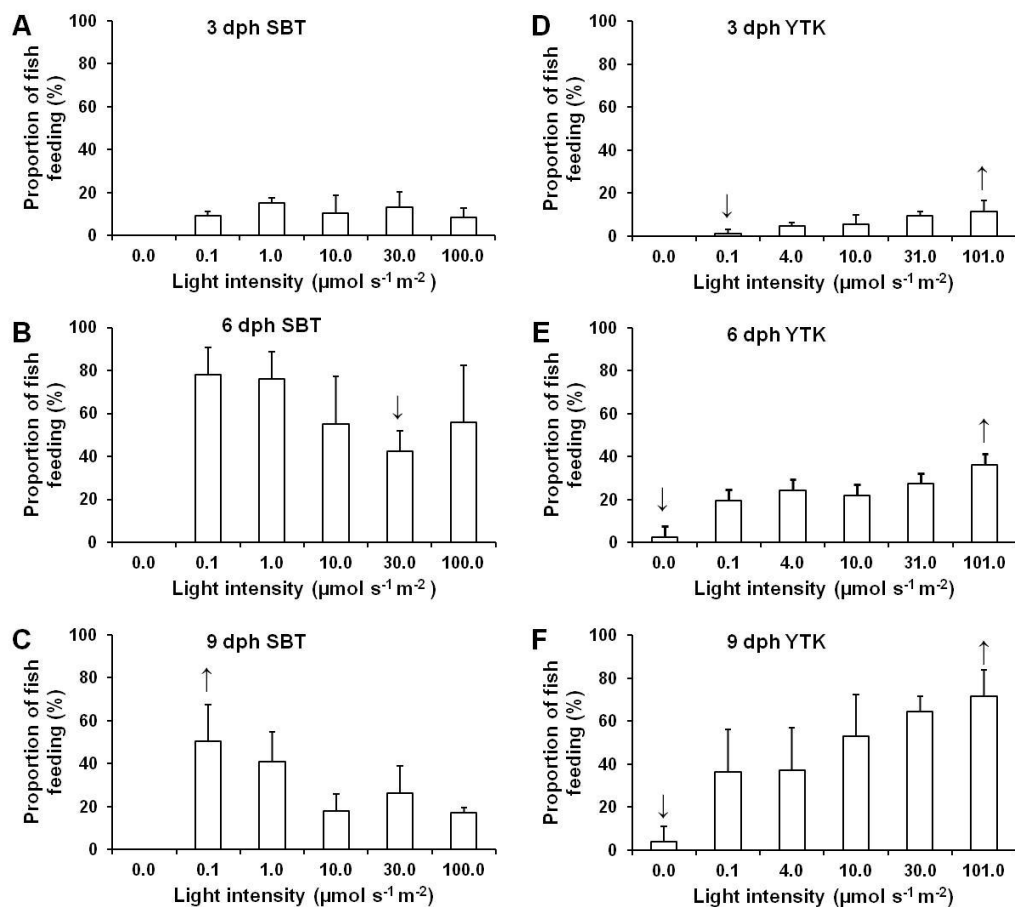 A
3 dph SBT
Proportion of fish
feeding (%)
100
80
60
40
20
0
0.0 0.1 1.0 10.0 30.0 100.0
Light intensity (µmol s⁻¹ m⁻² )
D
3 dph YTK
Proportion of fish
feeding (%)
100
80
60
40
20
0
↓ ↑
0.0 0.1 4.0 10.0 31.0 101.0
Light intensity (µmol s⁻¹ m⁻²)
B
6 dph SBT
Proportion of fish
feeding (%)
100
80
60
40
20
0
↓
0.0 0.1 1.0 10.0 30.0 100.0
Light intensity (µmol s⁻¹ m⁻² )
E
6 dph YTK
Proportion of fish
feeding (%)
100
80
60
40
20
0
↓ ↑
0.0 0.1 4.0 10.0 31.0 101.0
Light intensity (µmol s⁻¹ m⁻²)
C
9 dph SBT
Proportion of fish
feeding (%)
100
80
60
40
20
0
↑
0.0 0.1 1.0 10.0 30.0 100.0
Light intensity (µmol s⁻¹ m⁻² )
F
9 dph YTK
Proportion of fish
feeding (%)
100
80
60
40
20
0
↓ ↑
0.0 0.1 4.0 10.0 30.0 101.0
Light intensity (µmol s⁻¹ m⁻²)